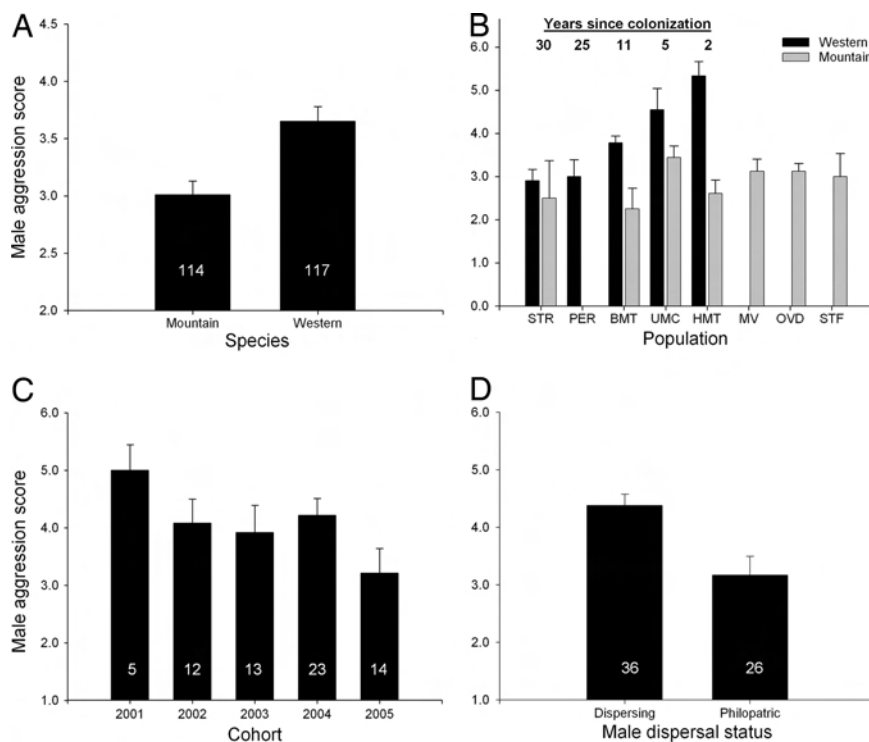 A
Male aggression score
4.5
4.0
3.5
3.0
2.5
2.0
114
117
Mountain
Western
Species
B
Years since colonization
30 25 11 5 2
Western
Mountain
6.0
5.0
4.0
3.0
2.0
1.0
0.0
STR PER BMT UMC HMT MV OVD STF
Population
C
Male aggression score
6.0
5.0
4.0
3.0
2.0
1.0
5 12 13 23 14
2001 2002 2003 2004 2005
Cohort
D
6.0
5.0
4.0
3.0
2.0
1.0
36
26
Dispersing
Philopatric
Male dispersal status